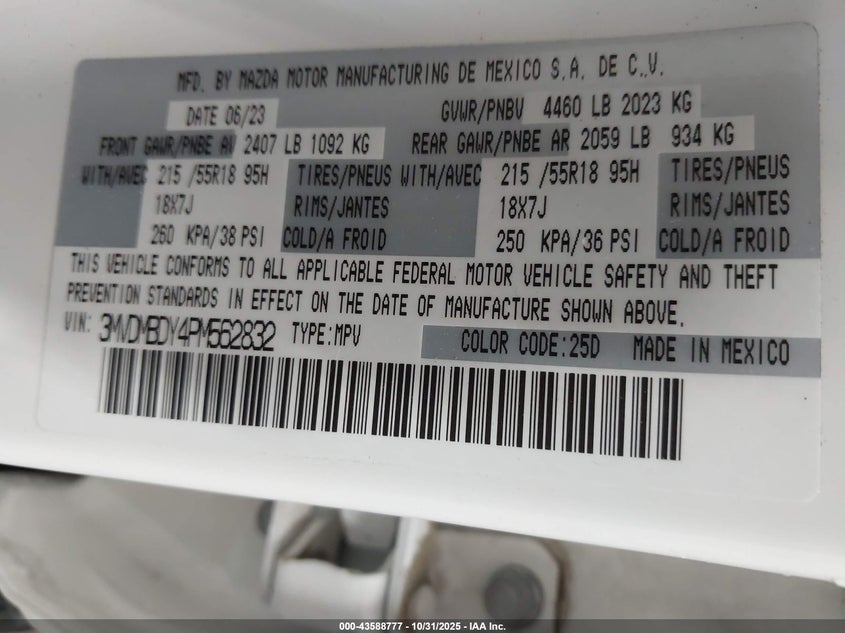 MFD. BY MAZDA MOTOR MANUFACTURING DE MEXICO S.A. DE C.V.
DATE 06/23 GVWR/PNBV 4460 LB 2023 KG
FRONT GAWR/PNBE AV 2407 LB 1092 KG REAR GAWR/PNBE AR 2059 LB 934 KG
WITH/AVEC 215 /55R18 95H TIRES/PNEUS WITH/AVEC 215 /55R18 95H TIRES/PNEUS
18X7J RIMS/JANTES 18X7J RIMS/JANTES
260 KPA/38 PSI COLD/A FROID 250 KPA/36 PSI COLD/A FROID
THIS VEHICLE CONFORMS TO ALL APPLICABLE FEDERAL MOTOR VEHICLE SAFETY AND THEFT
PREVENTION STANDARDS IN EFFECT ON THE DATE OF MANUFACTURE SHOWN ABOVE.
VIN: 3MVDMBDY4PM562832 TYPE:MPV COLOR CODE:25D MADE IN MEXICO
000-43588777 - 10/31/2025 - IAA Inc.